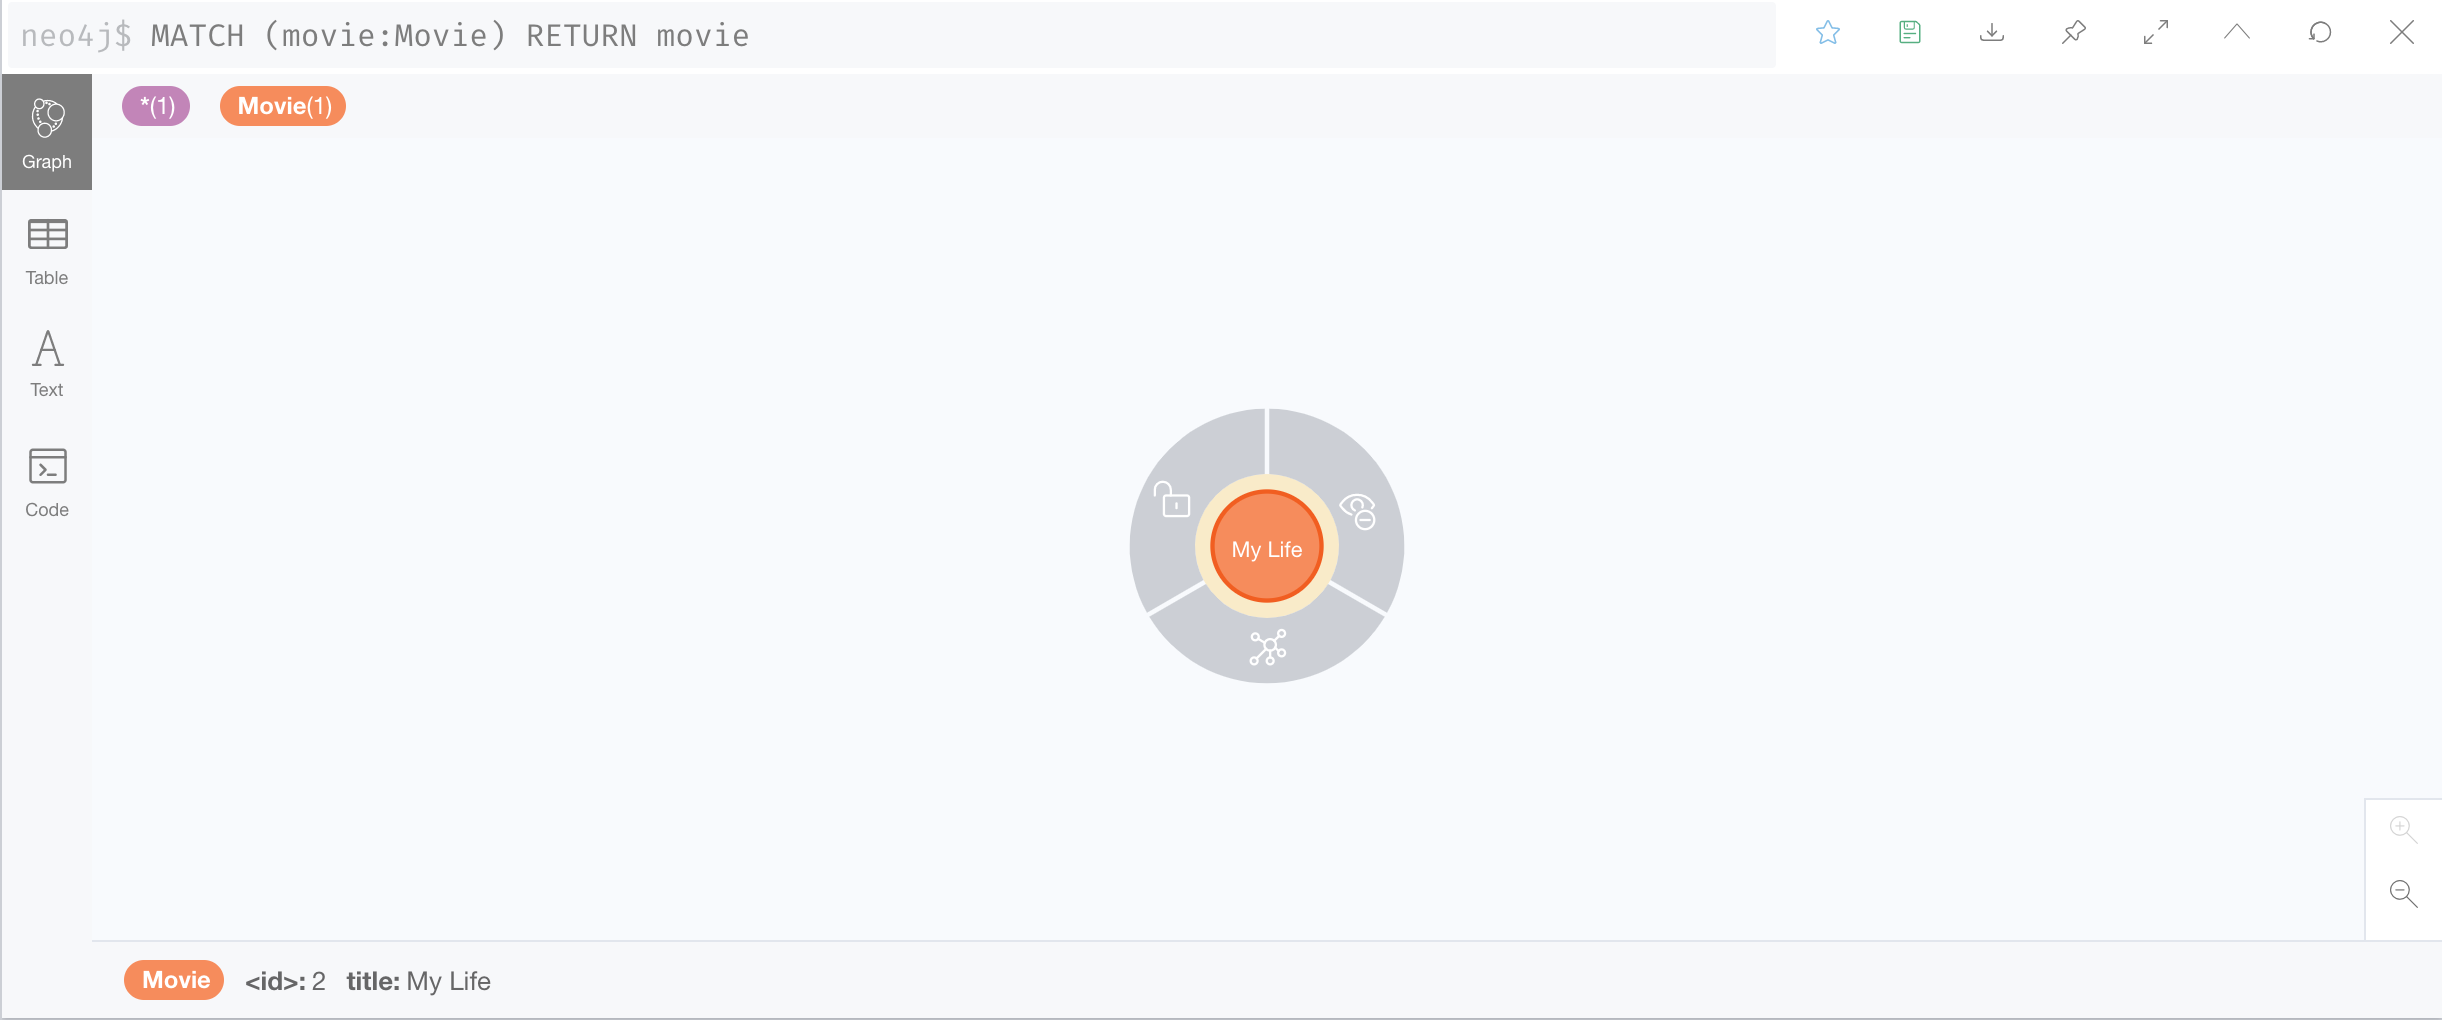 neo4j$ MATCH (movie:Movie) RETURN movie
*(1) Movie(1)
Graph
Table
Text
Code
My Life
Movie <id>: 2 title: My Life